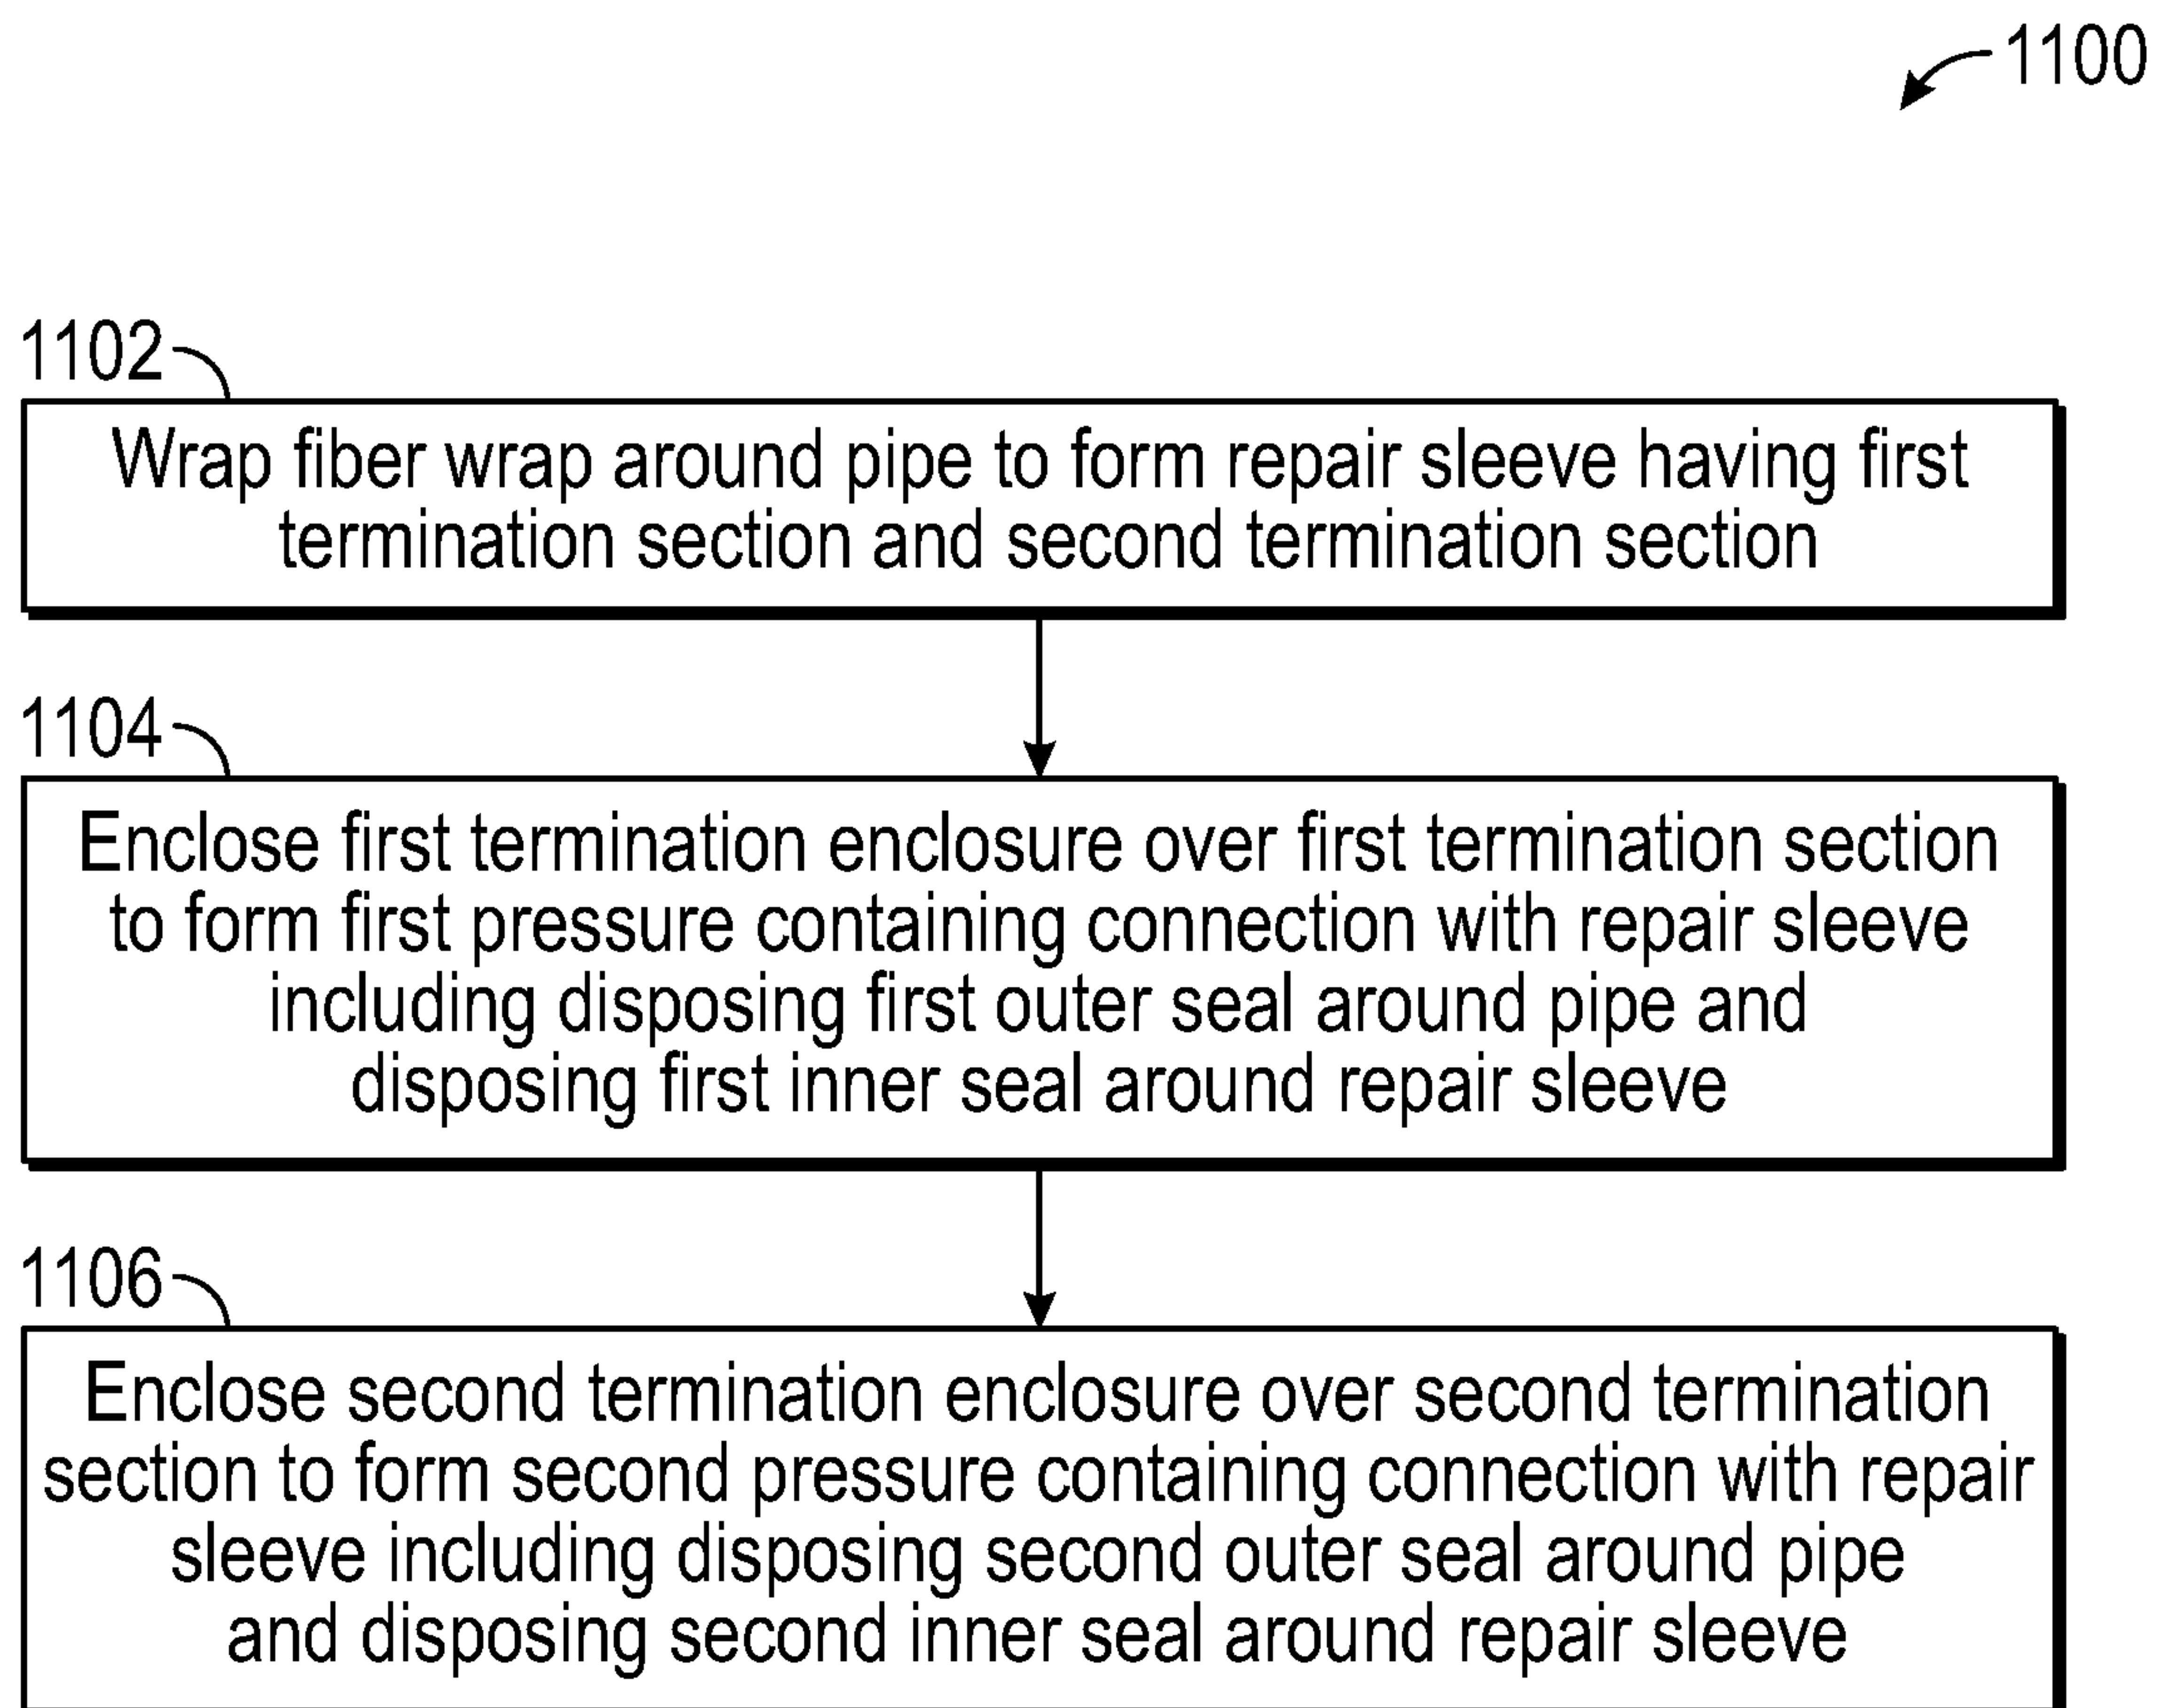 1100
1102
Wrap fiber wrap around pipe to form repair sleeve having first
termination section and second termination section
1104
Enclose first termination enclosure over first termination section
to form first pressure containing connection with repair sleeve
including disposing first outer seal around pipe and
disposing first inner seal around repair sleeve
1106
Enclose second termination enclosure over second termination
section to form second pressure containing connection with repair
sleeve including disposing second outer seal around pipe
and disposing second inner seal around repair sleeve